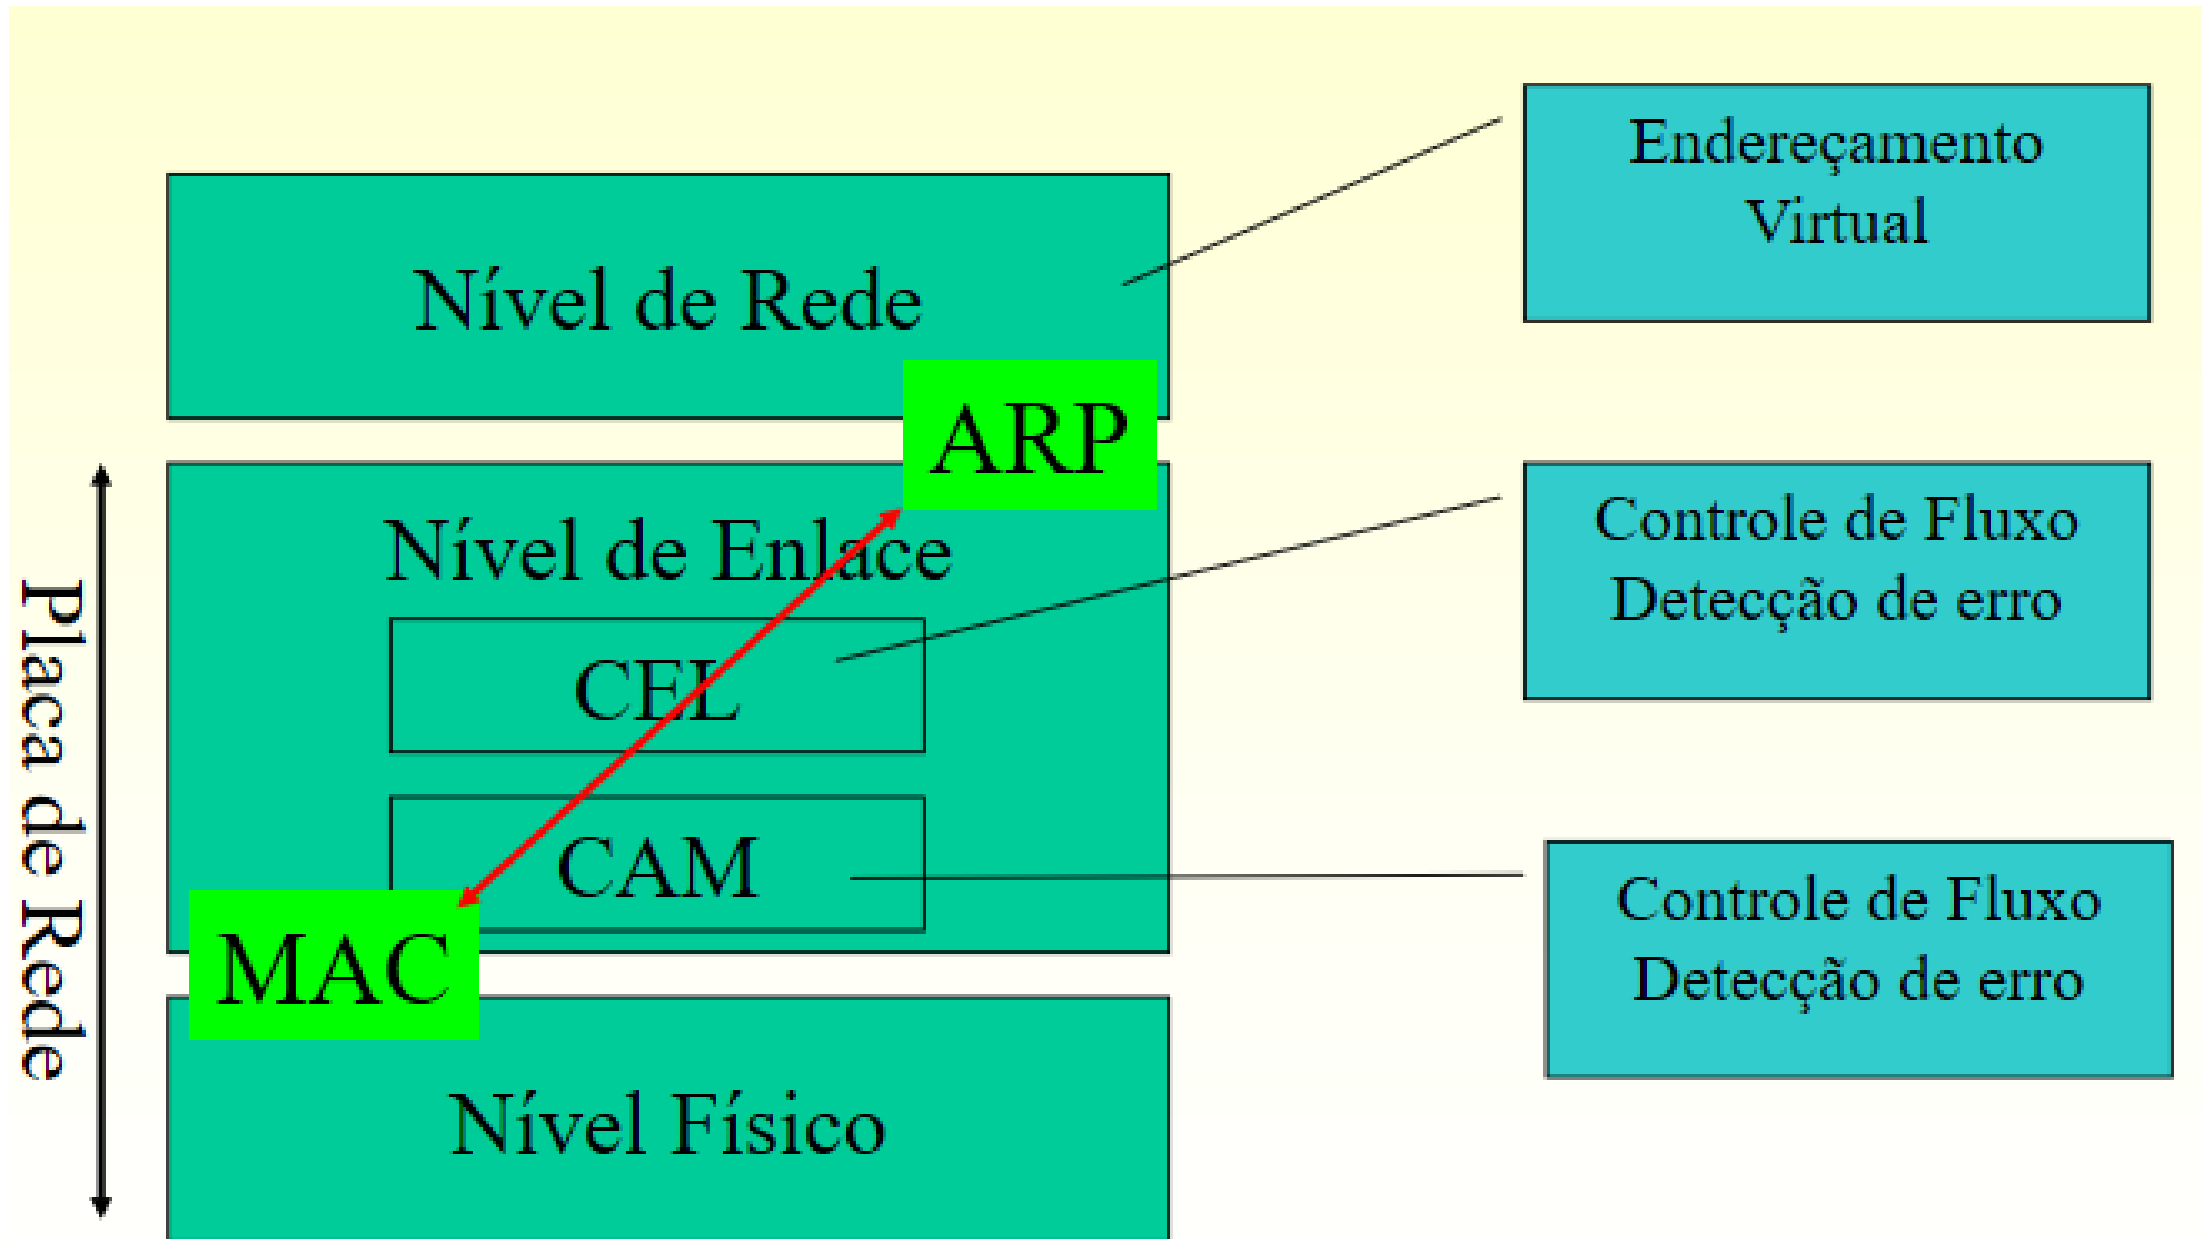 Endereçamento
Virtual
Nível de Rede
ARP
Nível de Enlace
Controle de Fluxo
Detecção de erro
CEL
CAM
Controle de Fluxo
Detecção de erro
MAC
Nível Físico
Placa de Rede